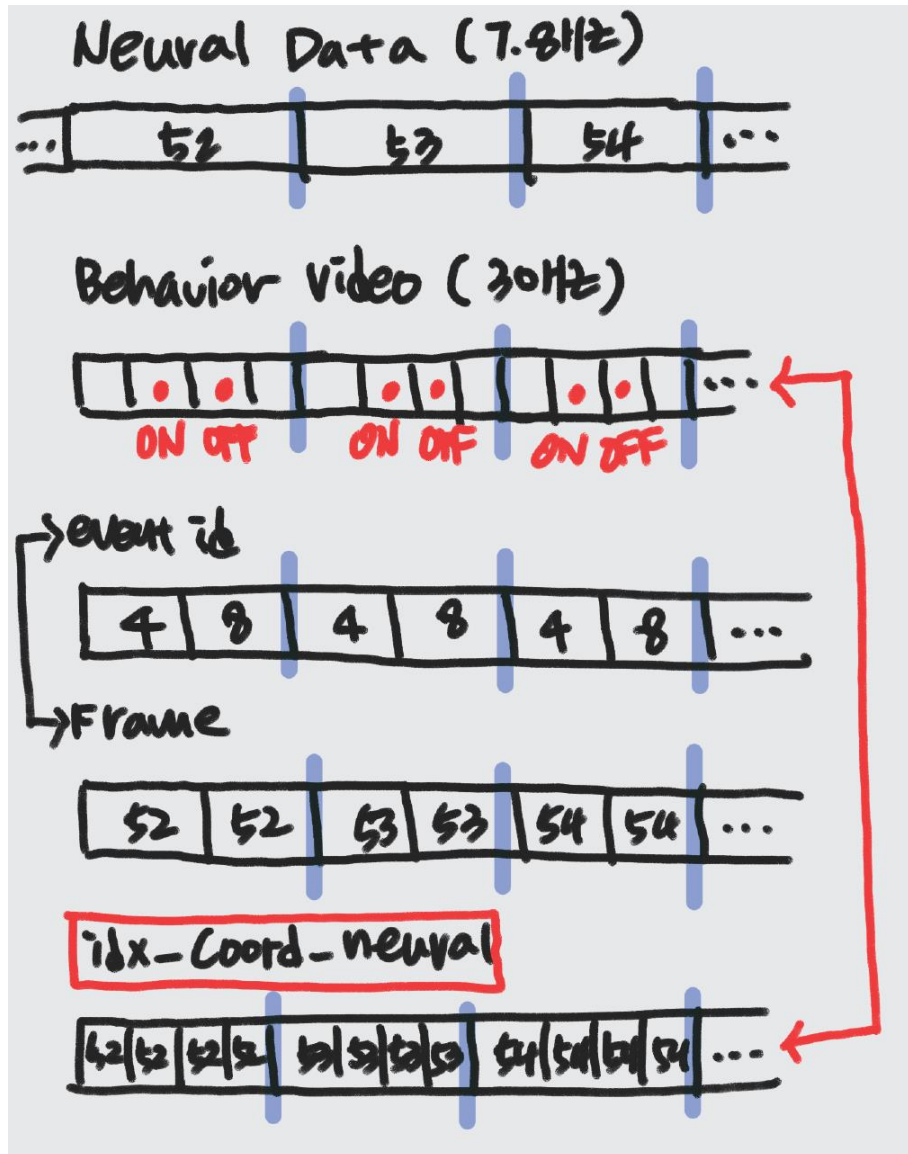 Neural Data (7.8Hz)
... 52 53 54 ...
Behavior video (30Hz)
...
ON OFF ON OFF ON OFF
event id
4 8 4 8 4 8 ...
Frame
52 52 53 53 54 54 ...
idx_Coord_neural
52 52 52 52 53 53 53 53 54 54 54 54 ...